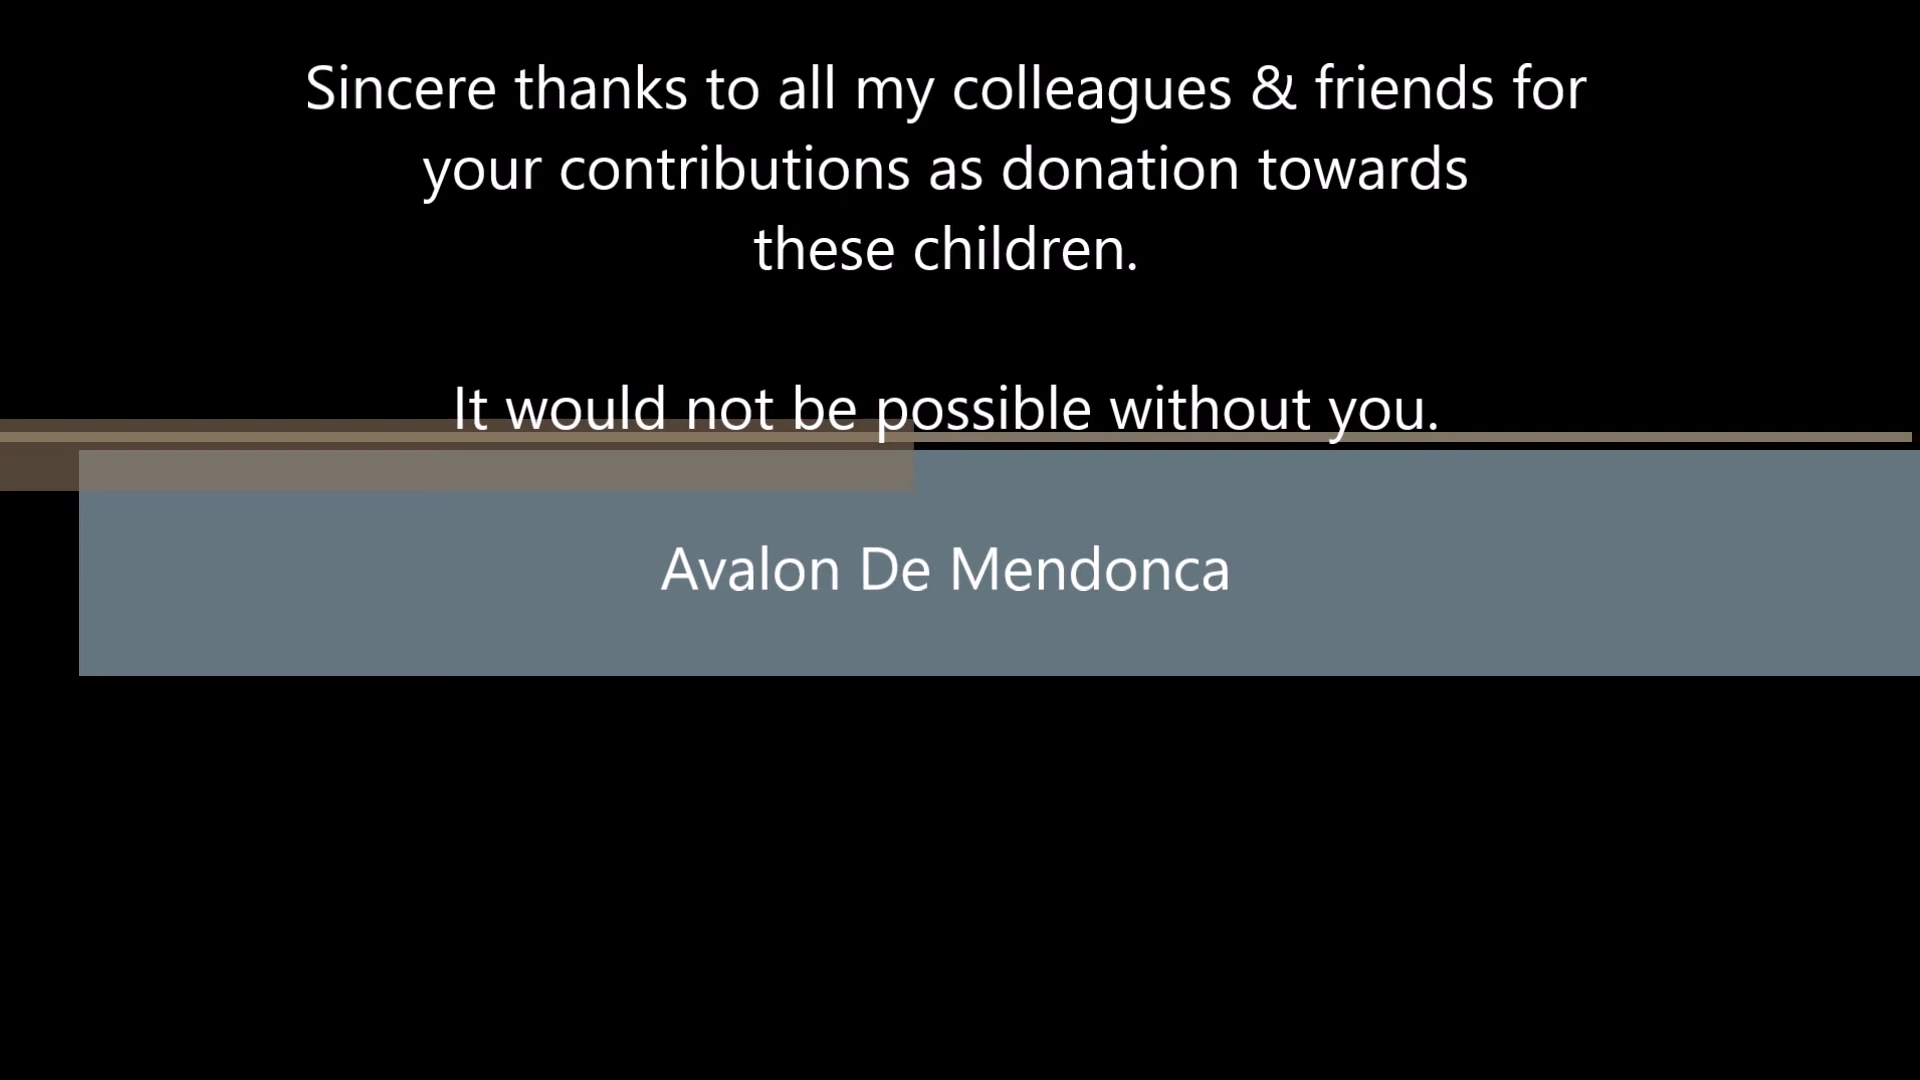 Sincere thanks to all my colleagues & friends for
your contributions as donation towards
these children.
It would not be possible without you.
Avalon De Mendonca